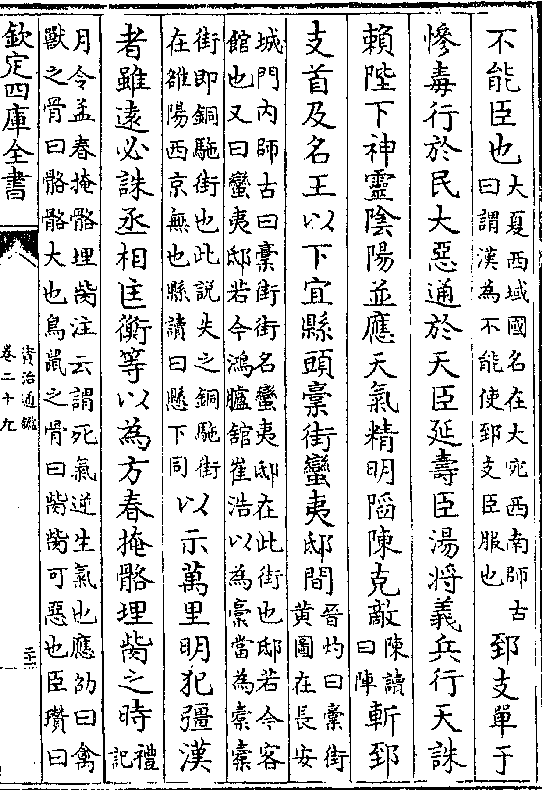 不能臣也大夏西域國名在大宛西南師古
曰謂漢為不能使郅支臣服也郅支單于
慘毒行於民大惡通於天臣延壽臣湯將義兵行天誅
賴陛下神靈陰陽並應天氣精明䧟陳克敵陳讀
曰陣斬郅
支首及名王以下宜縣頭槀街蠻夷邸間晉灼曰槀街
黄圖在長安
城門内師古曰槀街街名蠻夷邸在此街也邸若今客
館也又曰蠻夷邸若今鴻臚舘崔浩以為槀當為橐橐
街即銅駞街也此説失之銅駞街
在雒陽西京無也縣讀曰懸下同以示萬里明犯彊漢
者雖遠必誅丞相匡衡等以為方春掩骼埋胔之時禮
記
月令孟春掩骼埋胔注云謂死氣逆生氣也應劭曰禽
獸之骨曰骼骼大也鳥䑕之骨曰胔胔可惡也臣瓚曰
欽定四庫全書
資治通鑑
卷二十九